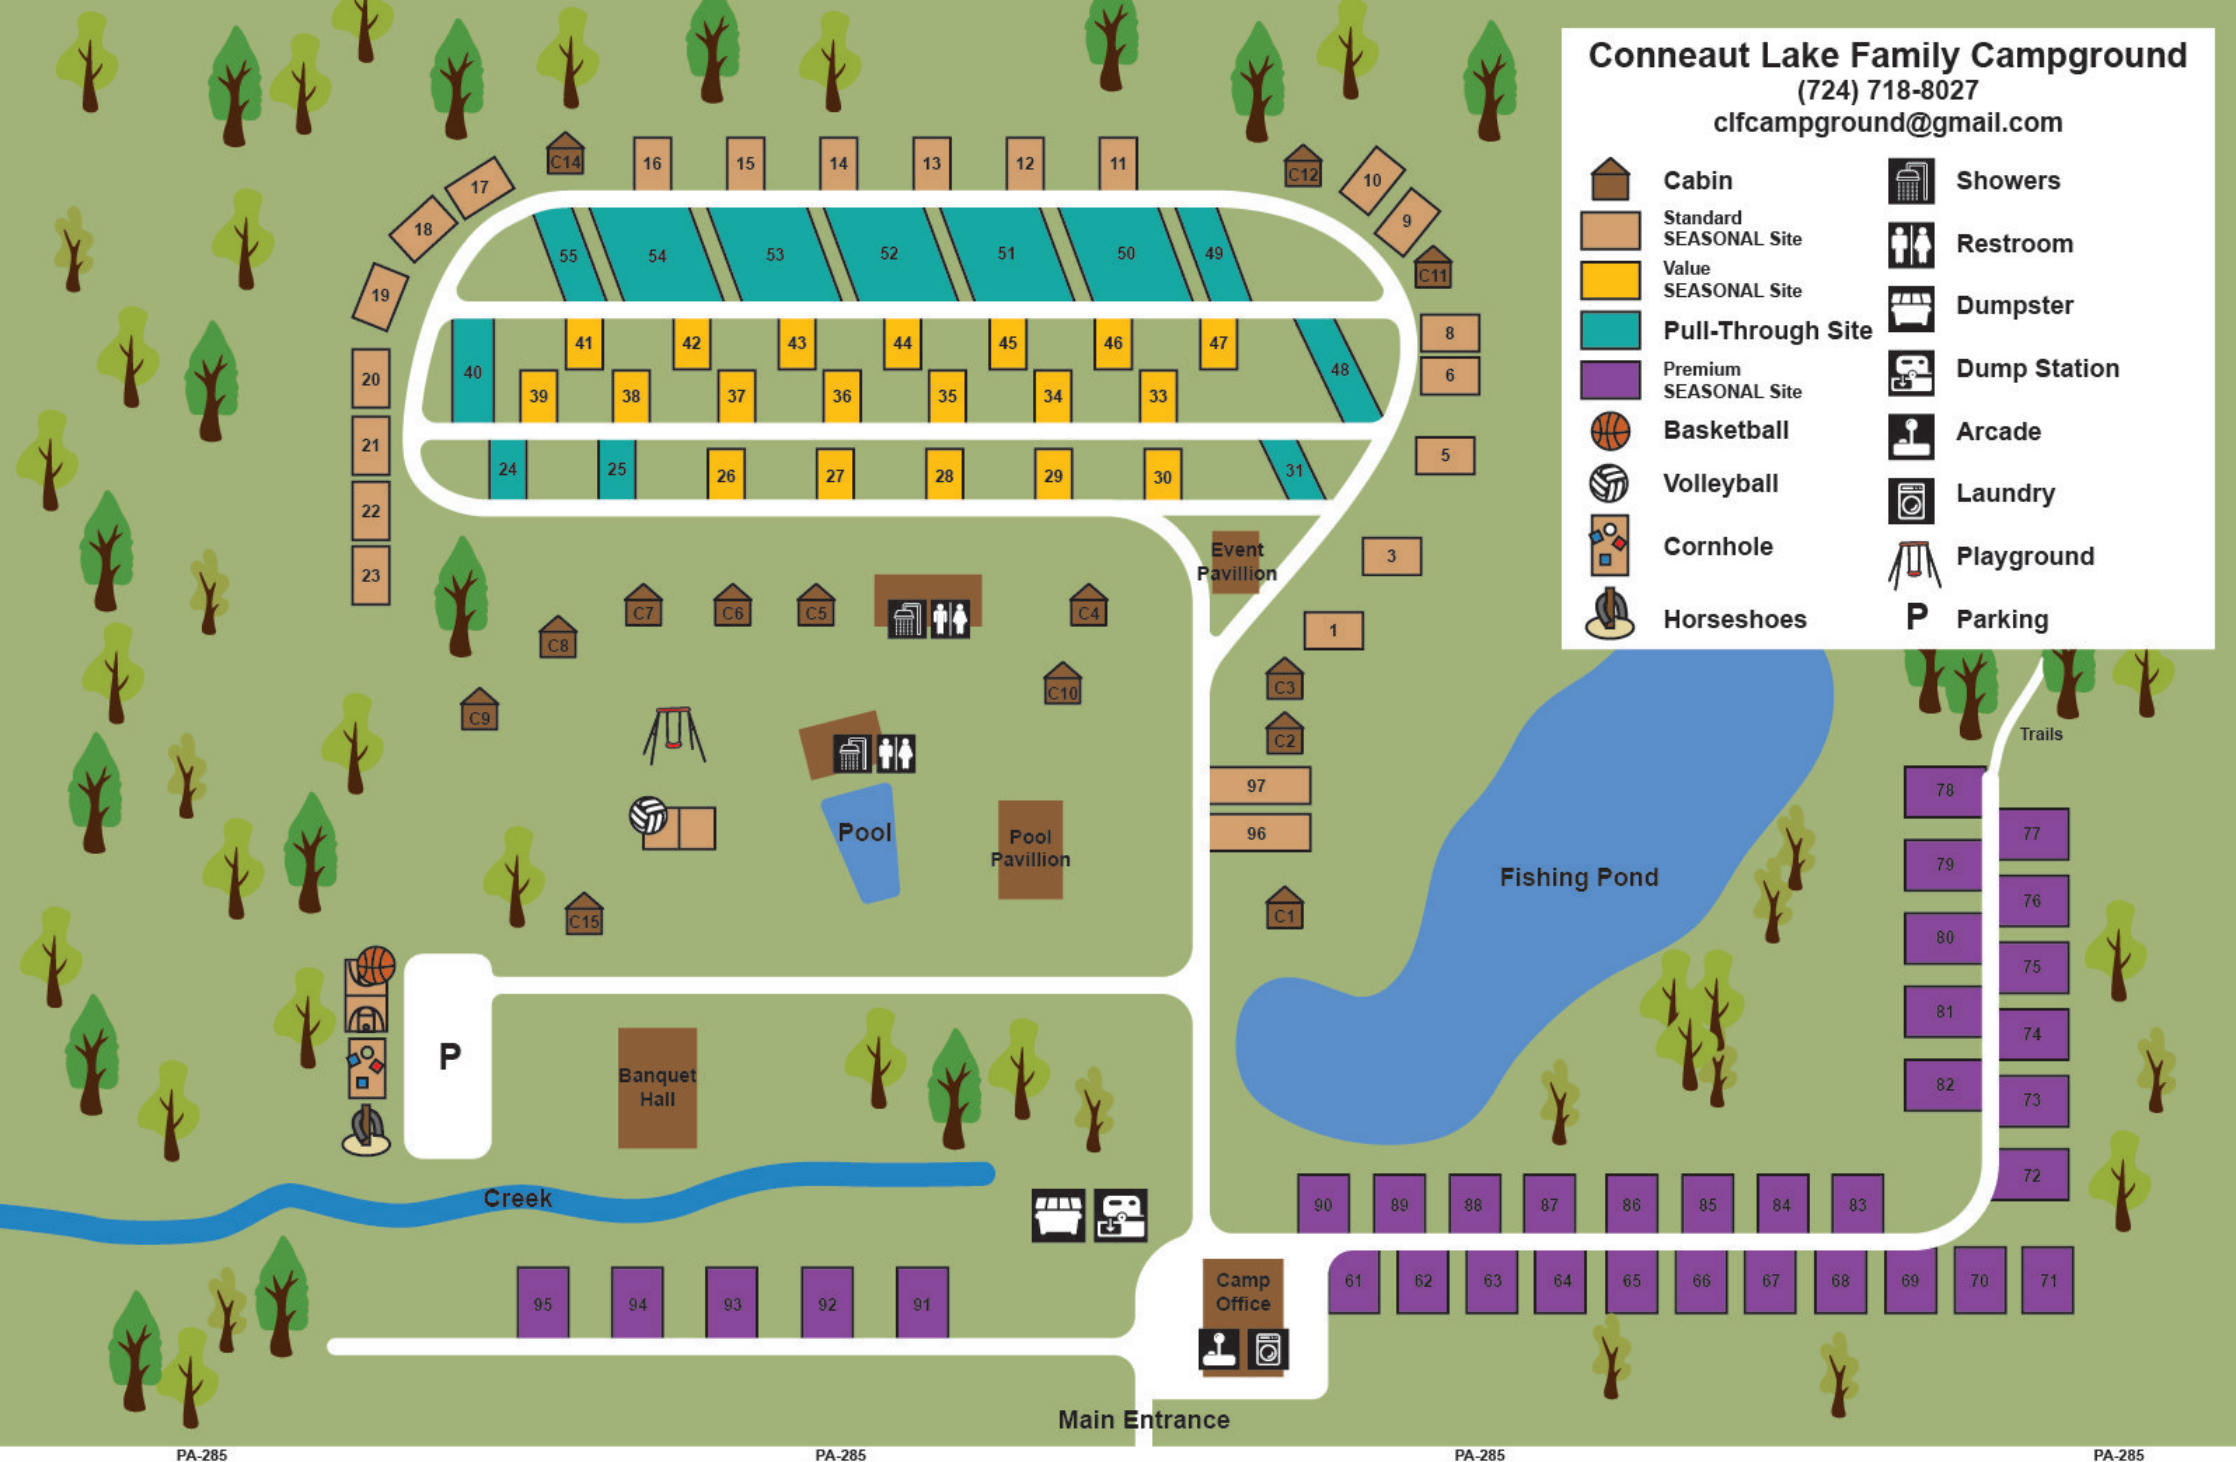 Conneaut Lake Family Campground
(724) 718-8027
clfcampground@gmail.com
Cabin
Standard
SEASONAL Site
Value
SEASONAL Site
Pull-Through Site
Premium
SEASONAL Site
Basketball
Volleyball
Cornhole
Horseshoes
Showers
Restroom
Dumpster
Dump Station
Arcade
Laundry
Playground
P Parking
C14
16
15
14
13
12
11
C12
10
9
C11
17
18
19
20
21
22
23
55
54
53
52
51
50
49
41
42
43
44
45
46
47
48
40
39
38
37
36
35
34
33
8
6
5
3
1
24
25
26
27
28
29
30
31
Event
Pavillion
C7
C6
C5
C4
C8
C9
C10
C3
C2
97
96
C1
Pool
Pool
Pavillion
C15
Fishing Pond
Trails
78
77
79
76
80
75
81
74
82
73
72
P
Banquet
Hall
Creek
90
89
88
87
86
85
84
83
95
94
93
92
91
Camp
Office
61
62
63
64
65
66
67
68
69
70
71
Main Entrance
PA-285
PA-285
PA-285
PA-285